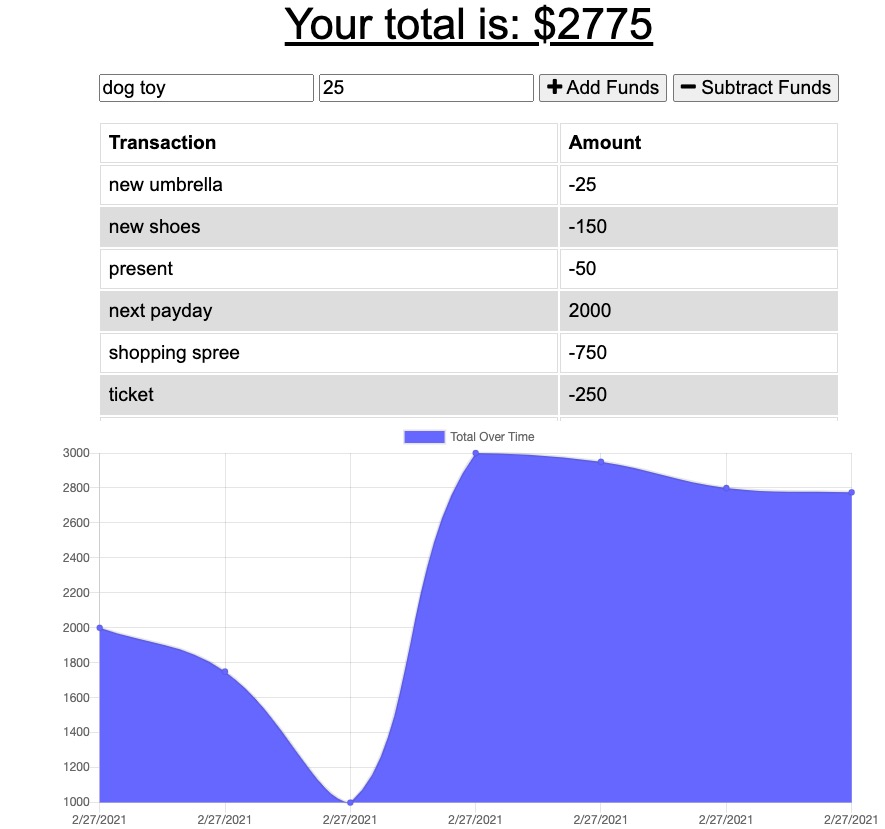 Your total is: $2775
dog toy 25 Add Funds Subtract Funds
Transaction Amount
new umbrella -25
new shoes -150
present -50
next payday 2000
shopping spree -750
ticket -250
Total Over Time
3000
2800
2600
2400
2200
2000
1800
1600
1400
1200
1000
2/27/2021 2/27/2021 2/27/2021 2/27/2021 2/27/2021 2/27/2021 2/27/2021